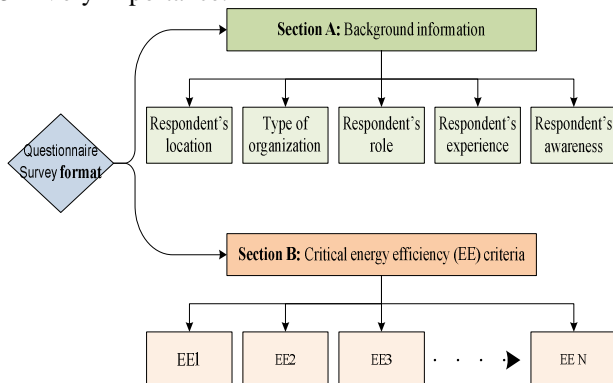 Section A: Background information
Respondent's
location
Type of
organization
Respondent's
role
Respondent's
experience
Respondent's
awareness
Questionnaire
Survey format
Section B: Critical energy efficiency (EE) criteria
EE1
EE2
EE3
. . . .
EE N